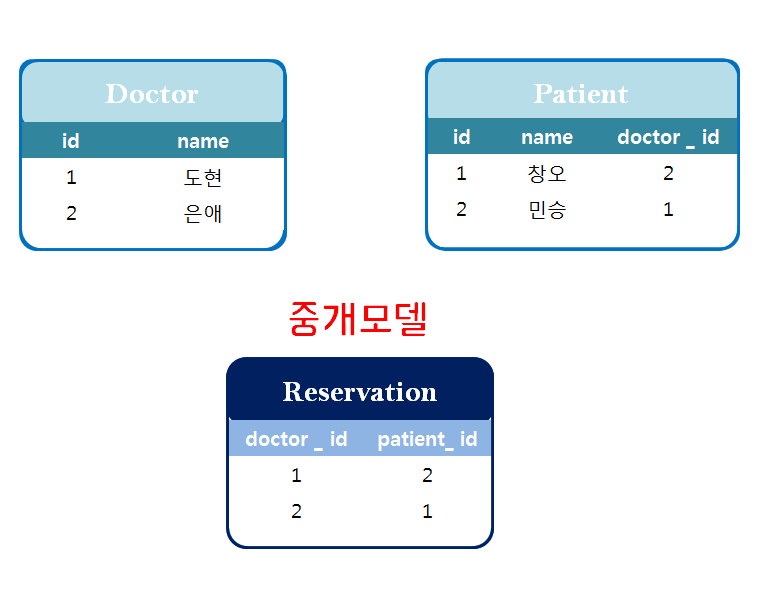 Doctor
id name
1 도현
2 은애
Patient
id name doctor _ id
1 창오 2
2 민승 1
중개모델
Reservation
doctor _ id patient_ id
1 2
2 1